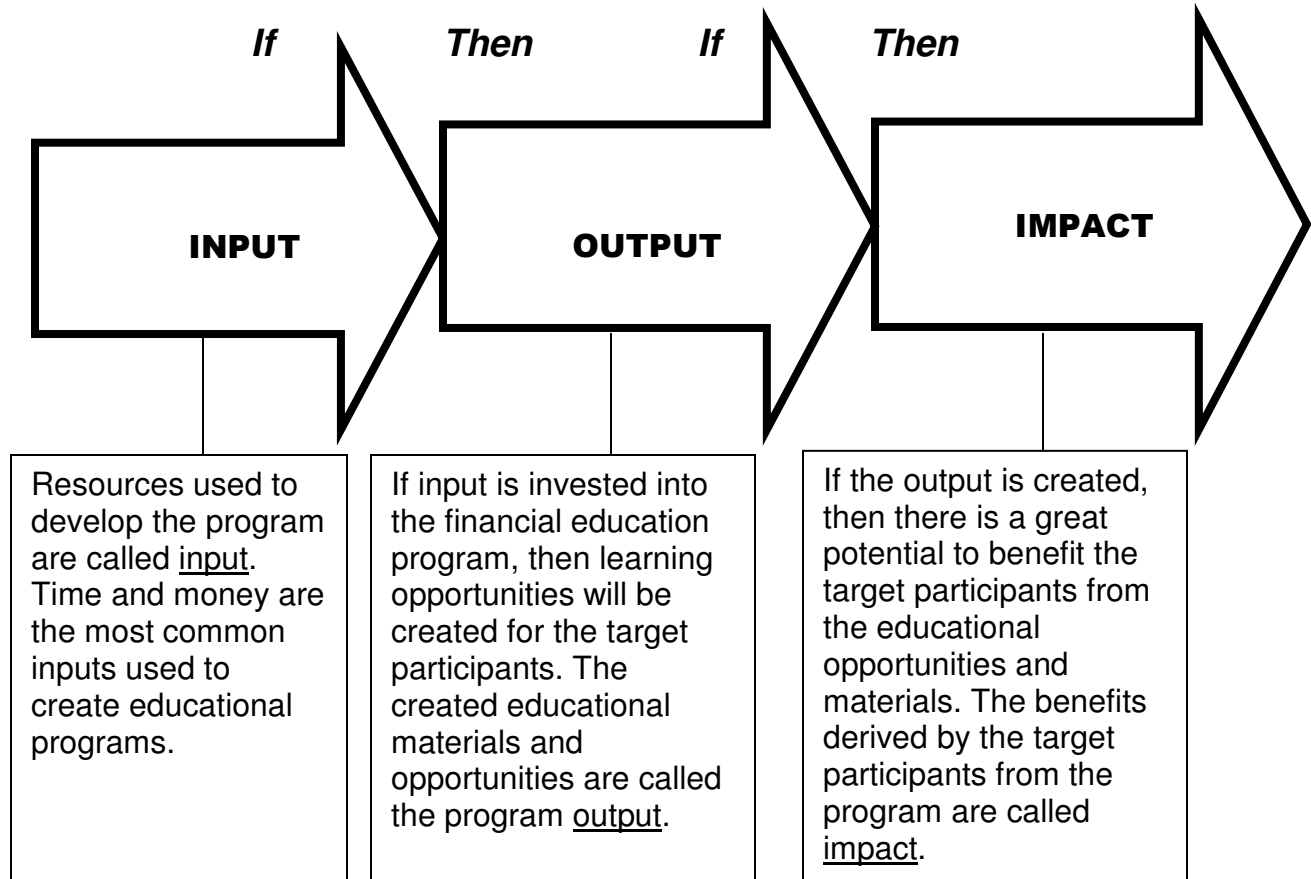 If Then If Then
INPUT
OUTPUT
IMPACT
Resources used to
develop the program
are called input.
Time and money are
the most common
inputs used to
create educational
programs.
If input is invested into
the financial education
program, then learning
opportunities will be
created for the target
participants. The
created educational
materials and
opportunities are called
the program output.
If the output is created,
then there is a great
potential to benefit the
target participants from
the educational
opportunities and
materials. The benefits
derived by the target
participants from the
program are called
impact.